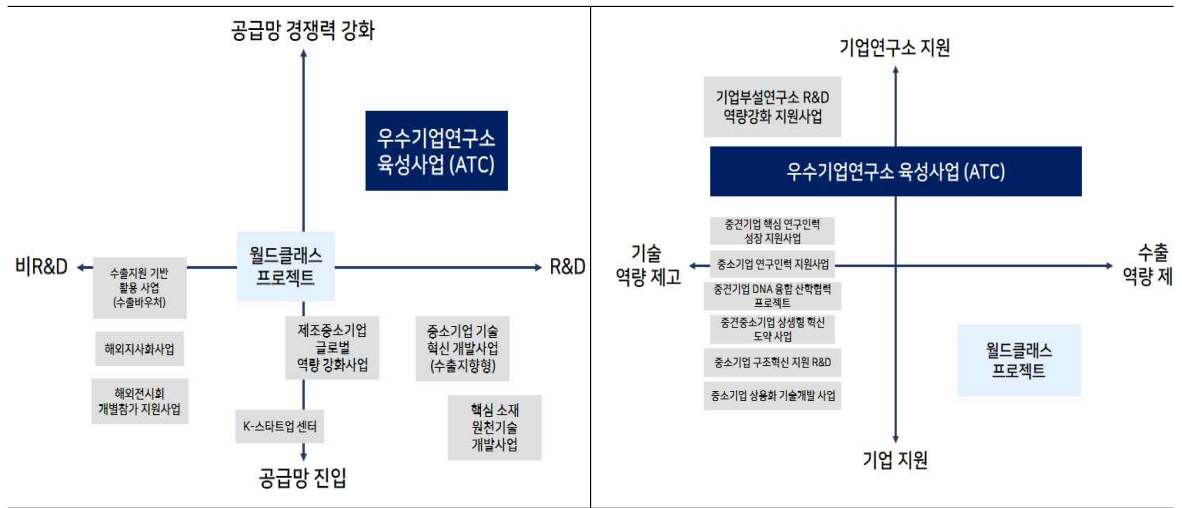 공급망 경쟁력 강화
우수기업연구소
육성사업 (ATC)
비R&D
월드클래스
프로젝트
R&D
수출지원 기반
활용 사업
(수출바우처)
해외지사화사업
해외전시회
개별참가 지원사업
제조중소기업
글로벌
역량 강화사업
중소기업 기술
혁신 개발사업
(수출지향형)
K-스타트업 센터
핵심 소재
원천기술
개발사업
공급망 진입
기업연구소 지원
기업부설연구소 R&D
역량강화 지원사업
우수기업연구소 육성사업 (ATC)
기술
역량 제고
수출
역량 제
중견기업 핵심 연구인력
성장 지원사업
중소기업 연구인력 지원사업
중견기업 DNA 융합 산학협력
프로젝트
중견중소기업 상생형 혁신
도약 사업
중소기업 구조혁신 지원 R&D
중소기업 상용화 기술개발 사업
월드클래스
프로젝트
기업 지원